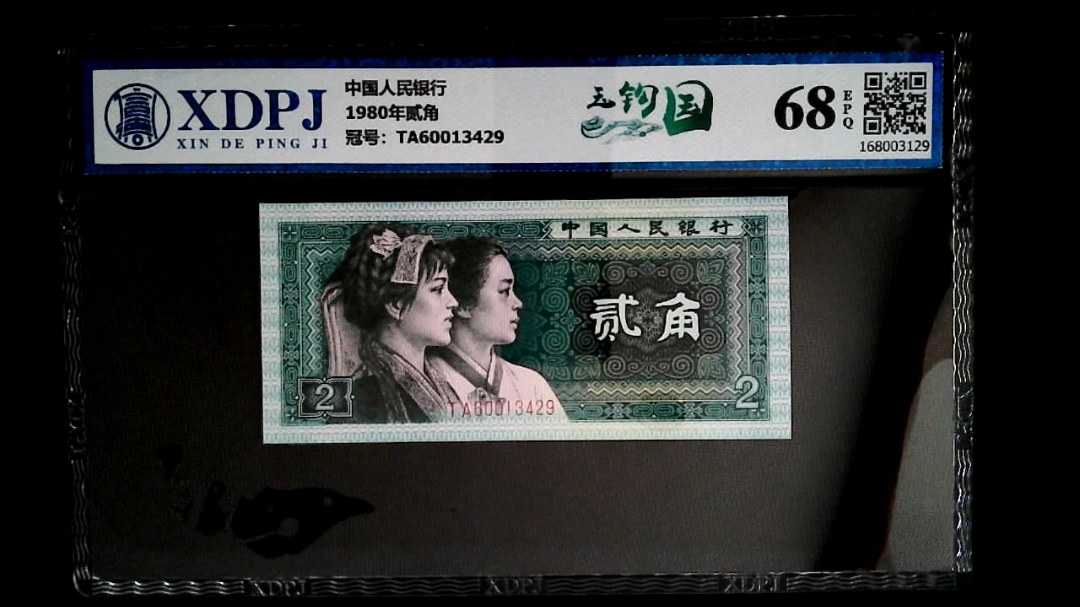 XDPJ
XIN DE PING JI
中国人民银行
1980年贰角
冠号：TA60013429
玉钩国
68
EPQ
168003129
中国人民银行
贰角
2
2
TA60013429
XDPJ
XDPJ
XDPJ